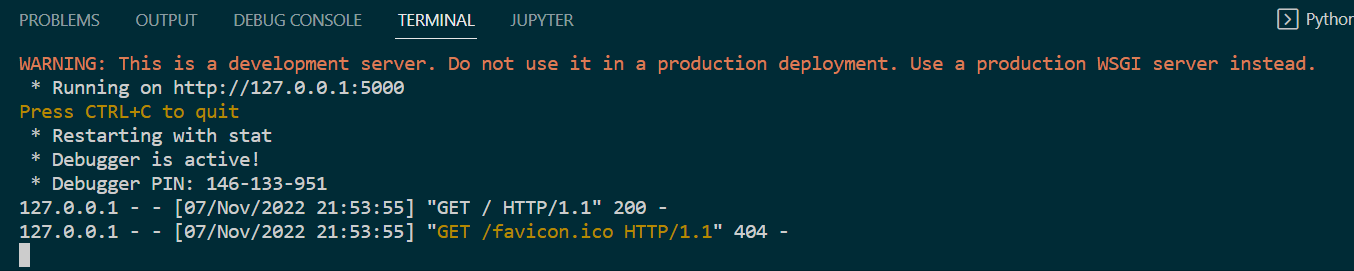 PROBLEMS OUTPUT DEBUG CONSOLE TERMINAL JUPYTER Python
WARNING: This is a development server. Do not use it in a production deployment. Use a production WSGI server instead.
 * Running on http://127.0.0.1:5000
Press CTRL+C to quit
 * Restarting with stat
 * Debugger is active!
 * Debugger PIN: 146-133-951
127.0.0.1 - - [07/Nov/2022 21:53:55] "GET / HTTP/1.1" 200 -
127.0.0.1 - - [07/Nov/2022 21:53:55] "GET /favicon.ico HTTP/1.1" 404 -